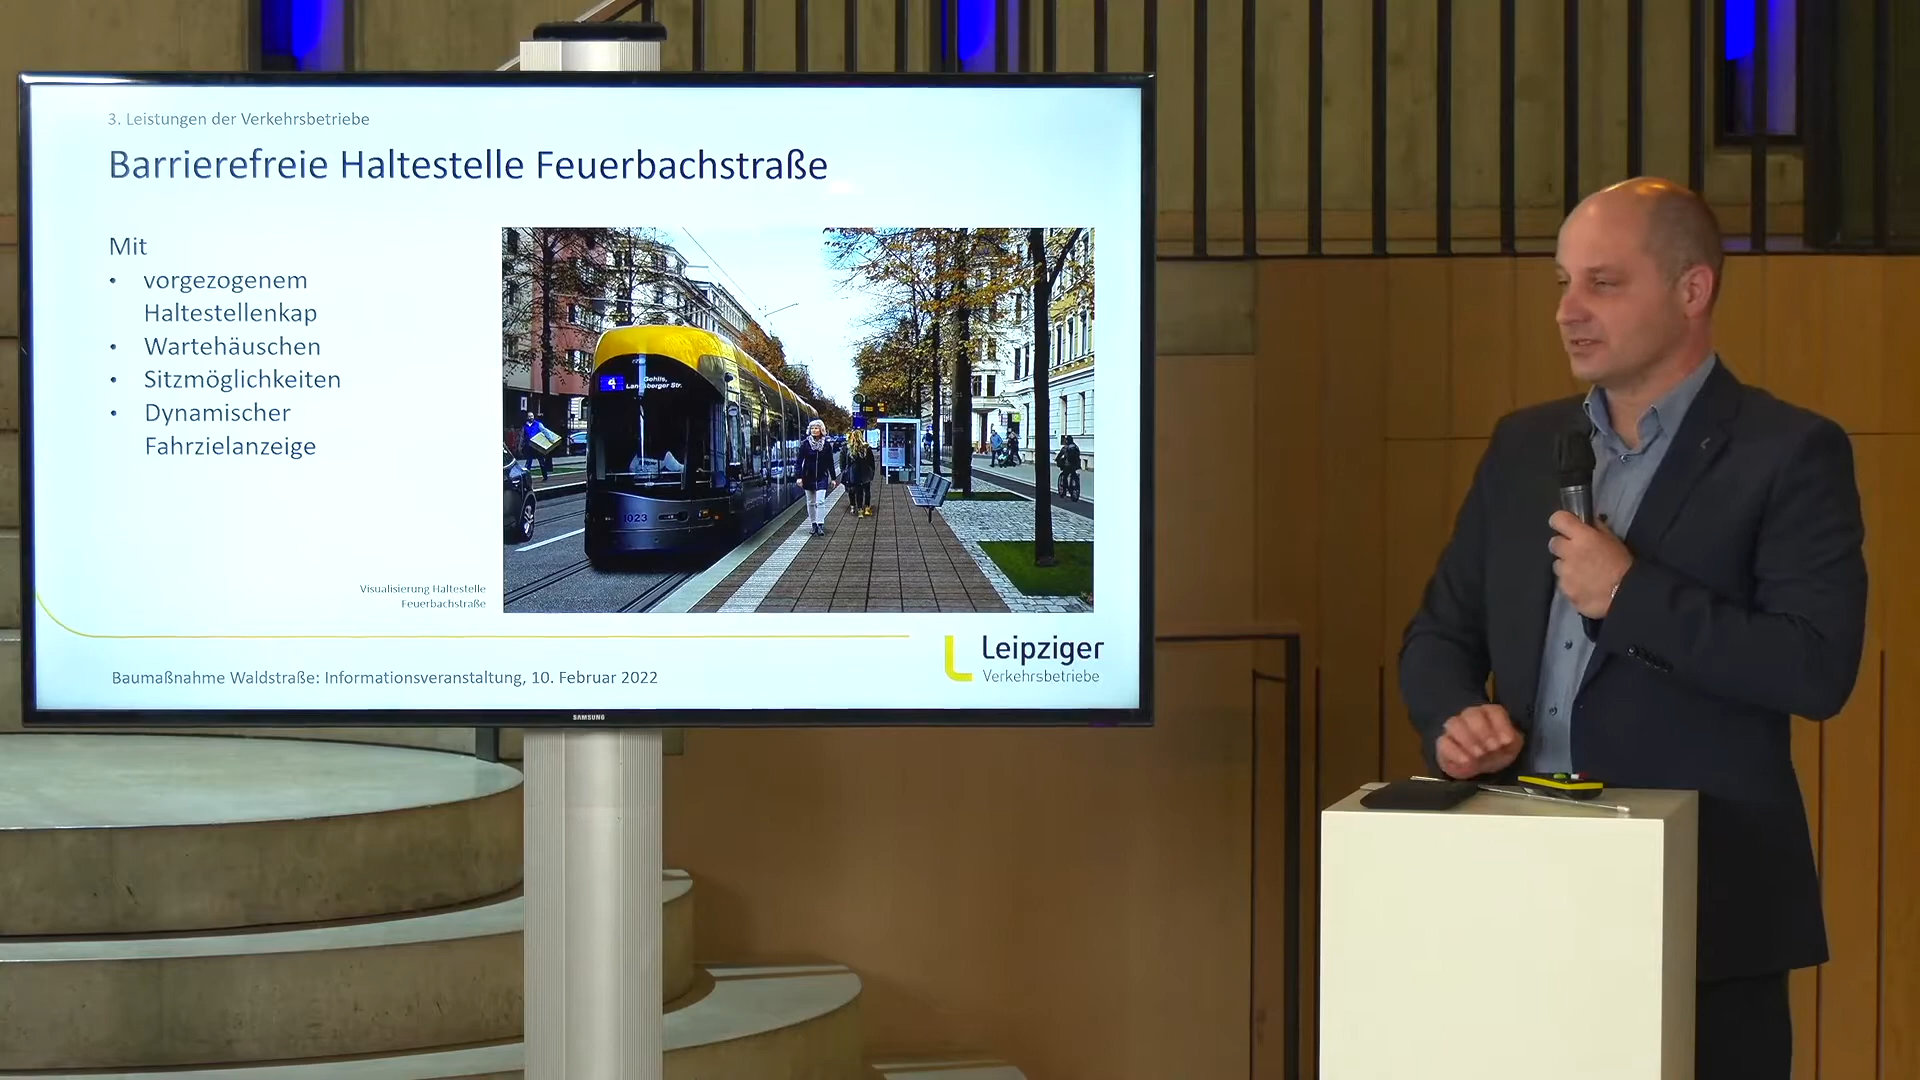 3. Leistungen der Verkehrsbetriebe
Barrierefreie Haltestelle Feuerbachstraße
Mit
• vorgezogenem
Haltestellenkap
• Wartehäuschen
• Sitzmöglichkeiten
• Dynamischer
Fahrzielanzeige
4
Gohlis,
Landsberger Str.
1023
Visualisierung Haltestelle
Feuerbachstraße
Leipziger
Verkehrsbetriebe
Baumaßnahme Waldstraße: Informationsveranstaltung, 10. Februar 2022
SAMSUNG